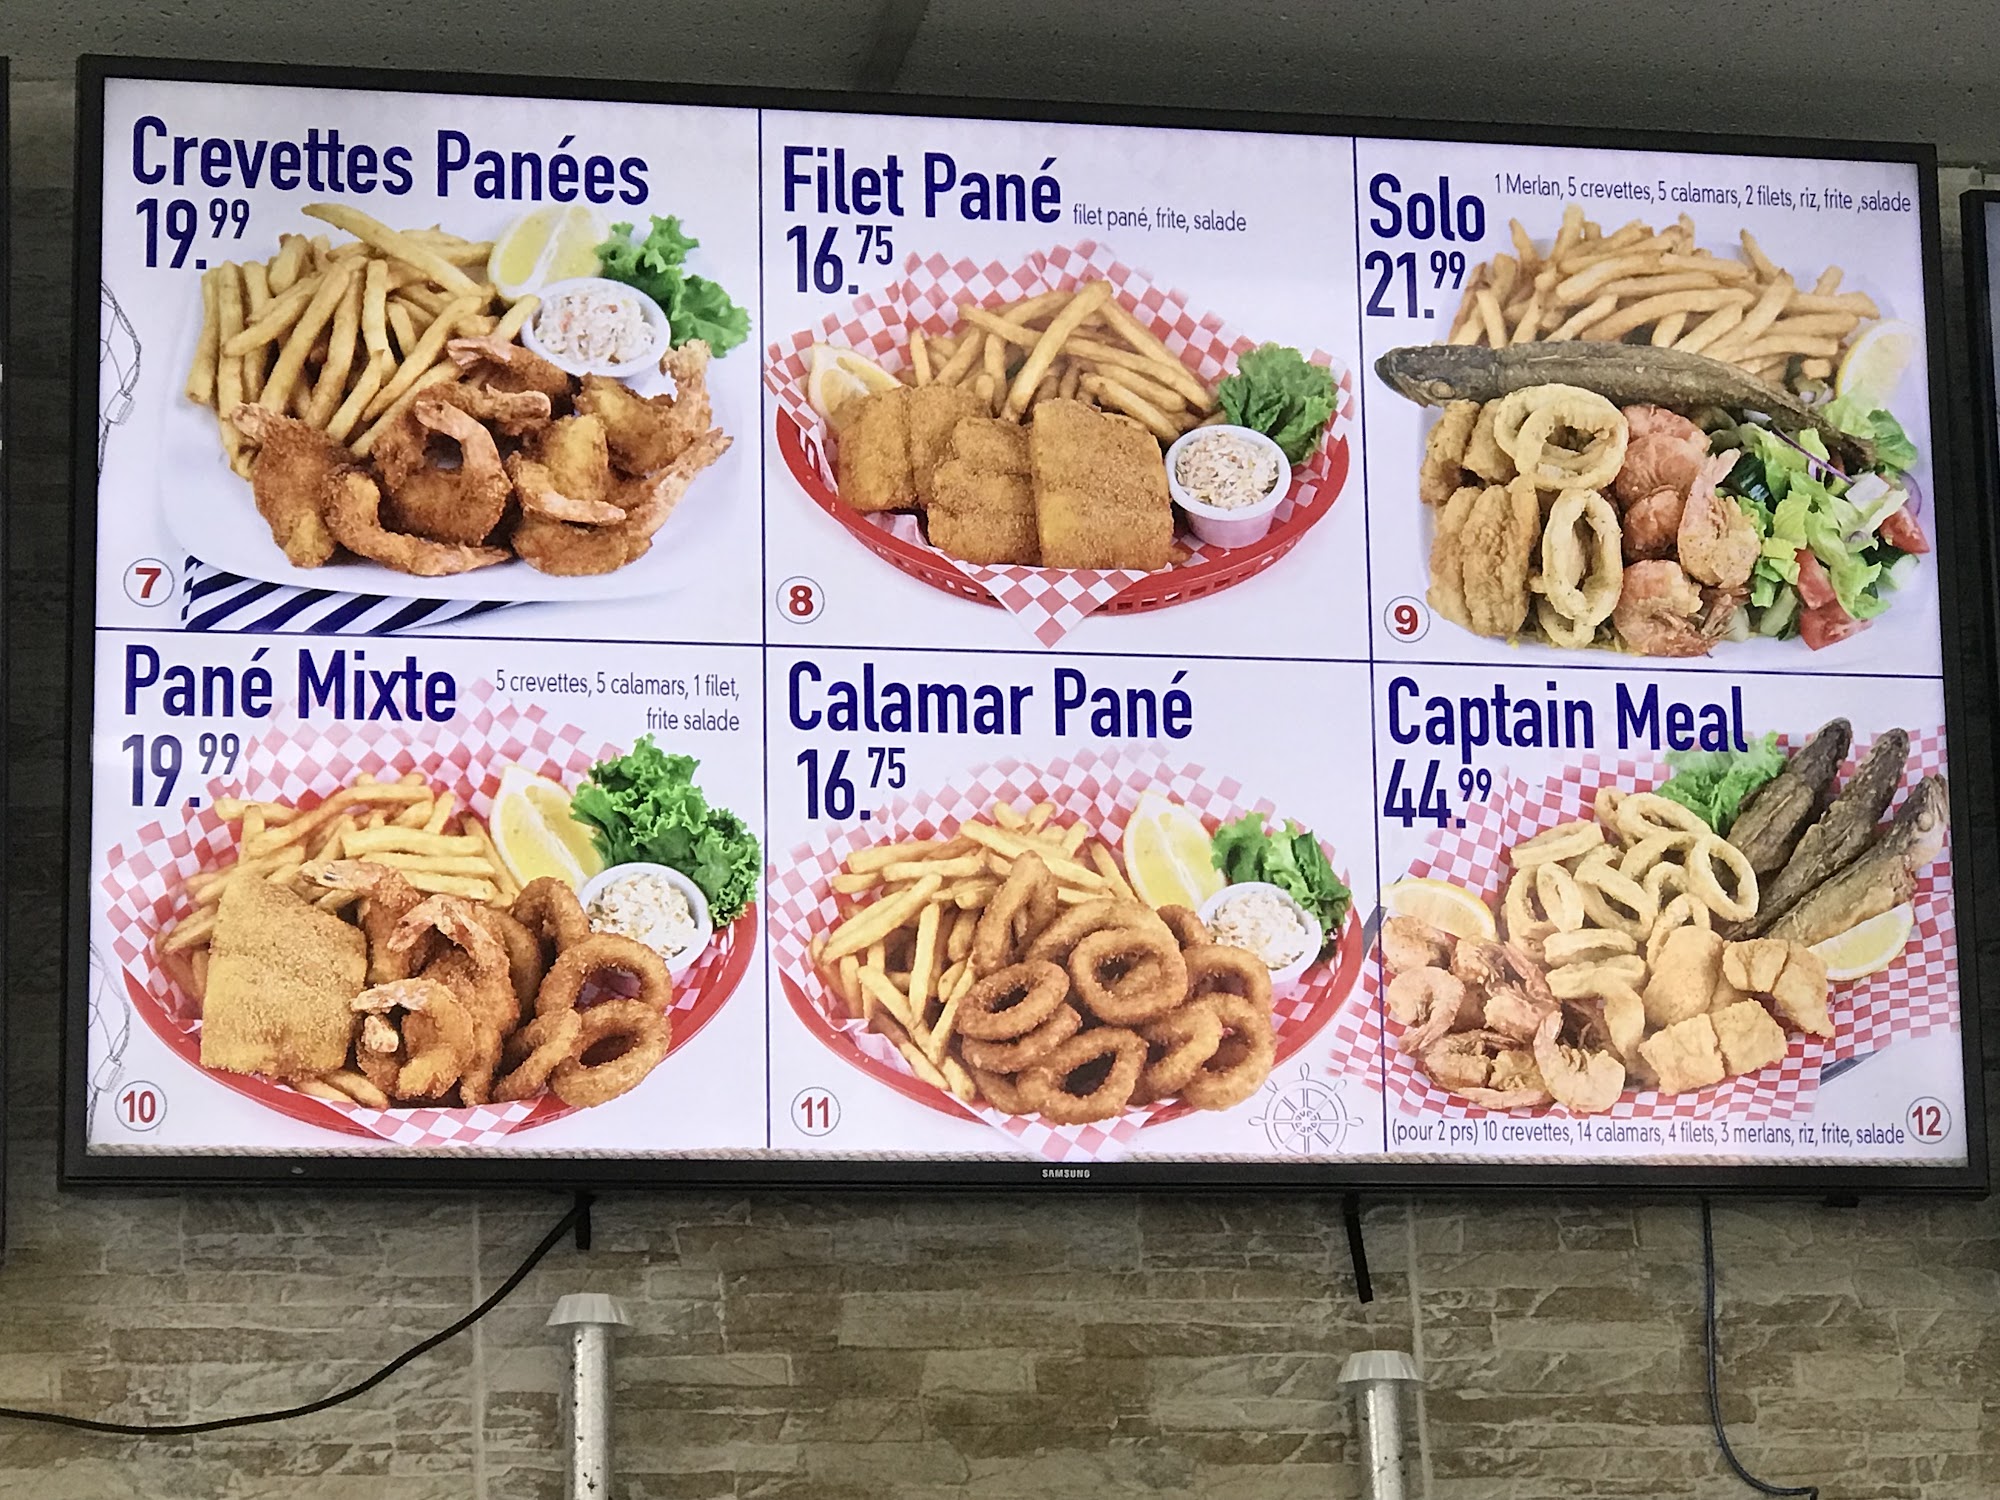 Crevettes Panées
19.99
7
Filet Pané
filet pané, frite, salade
16.75
8
Solo
1 Merlan, 5 crevettes, 5 calamars, 2 filets, riz, frite ,salade
21.99
9
Pané Mixte
5 crevettes, 5 calamars, 1 filet,
frite salade
19.99
10
Calamar Pané
16.75
11
Captain Meal
44.99
(pour 2 prs) 10 crevettes, 14 calamars, 4 filets, 3 merlans, riz, frite, salade
12
SAMSUNG